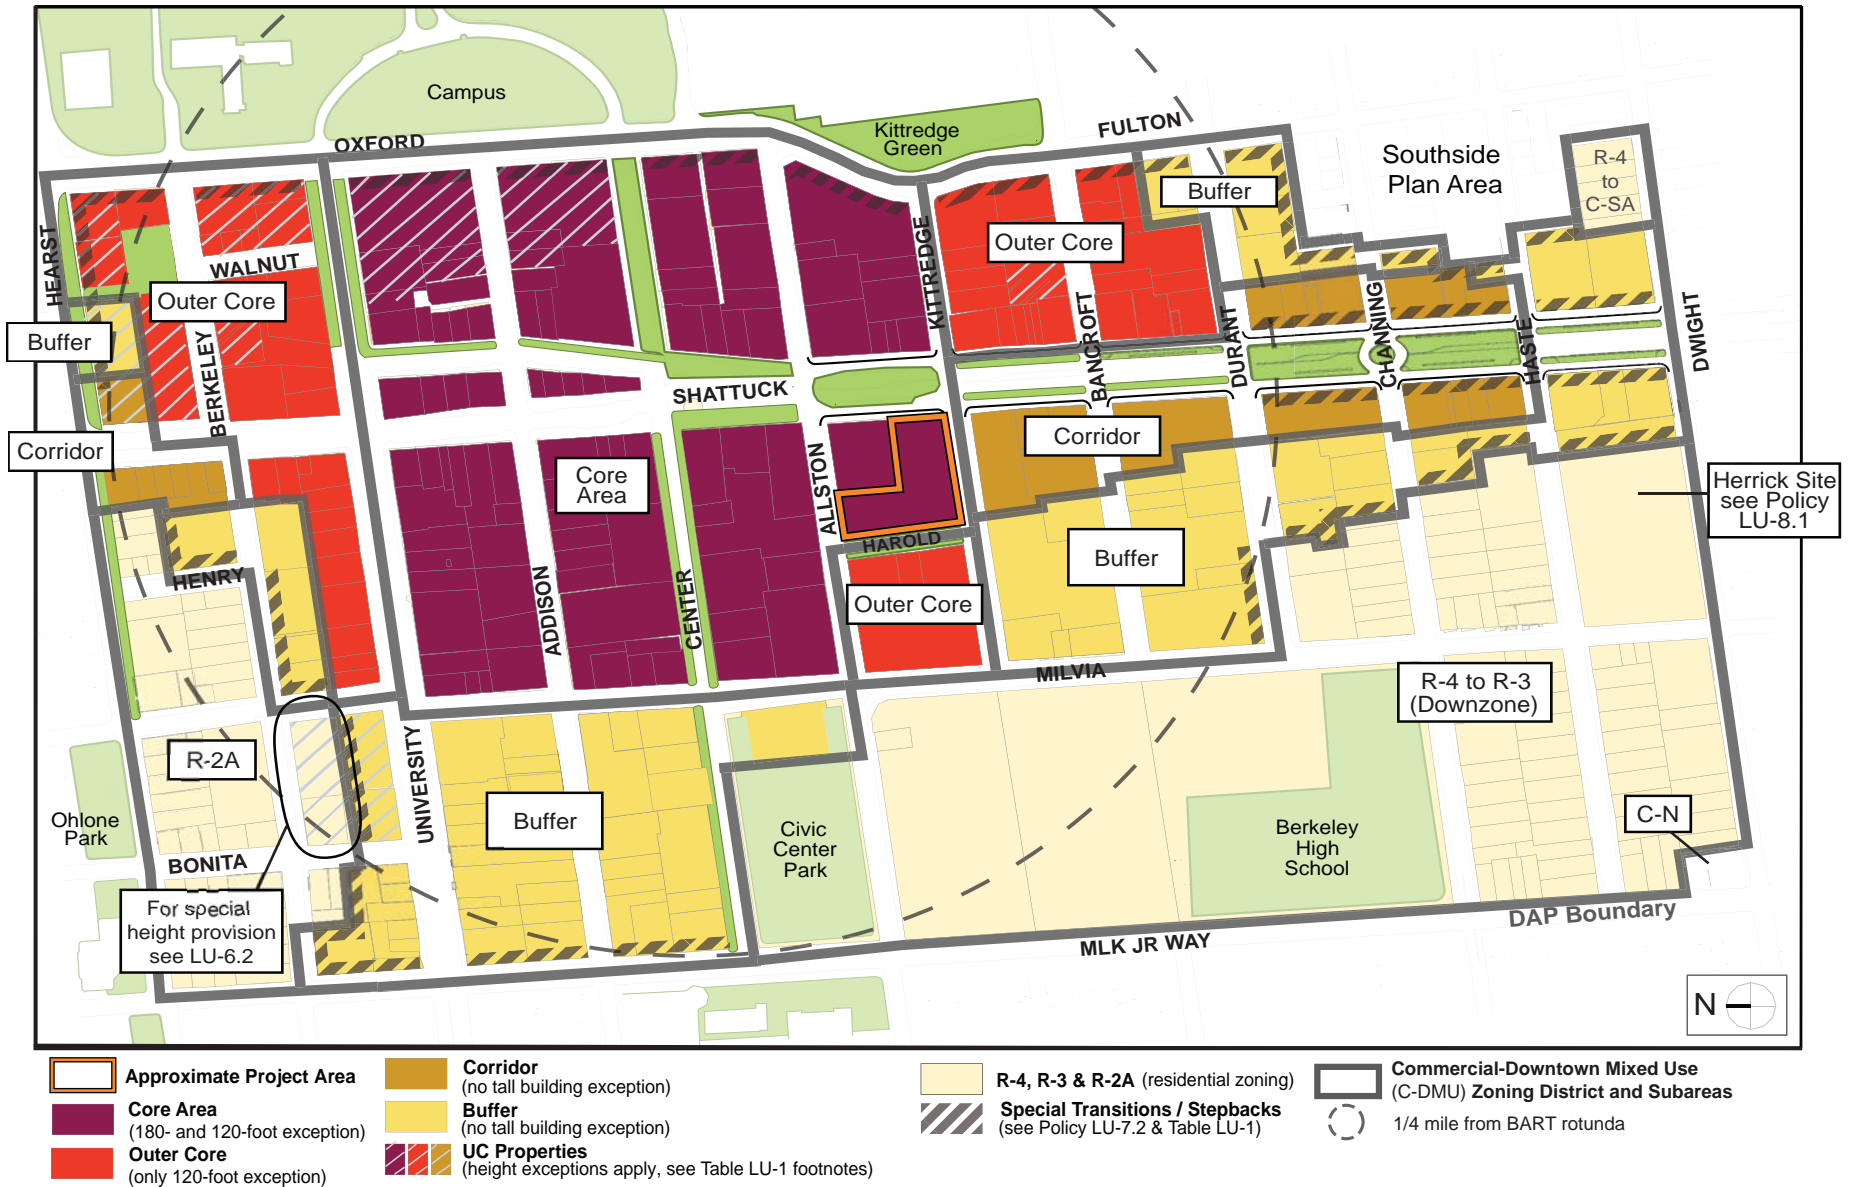 Campus
Kittredge
Green
OXFORD
FULTON
Southside
Plan Area
R-4
to
C-SA
Buffer
Outer Core
HEARST
WALNUT
Outer Core
KITTREDGE
Buffer
BERKELEY
BANCROFT
DURANT
CHANNING
HASTE
DWIGHT
SHATTUCK
Corridor
Corridor
Core
Area
ALLSTON
Herrick Site
see Policy
LU-8.1
HAROLD
Buffer
HENRY
ADDISON
CENTER
Outer Core
MILVIA
R-4 to R-3
(Downzone)
R-2A
UNIVERSITY
Ohlone
Park
Buffer
Civic
Center
Park
Berkeley
High
School
C-N
BONITA
For special
height provision
see LU-6.2
DAP Boundary
MLK JR WAY
N
Approximate Project Area
Core Area
(180- and 120-foot exception)
Outer Core
(only 120-foot exception)
Corridor
(no tall building exception)
Buffer
(no tall building exception)
UC Properties
(height exceptions apply, see Table LU-1 footnotes)
R-4, R-3 & R-2A (residential zoning)
Special Transitions / Stepbacks
(see Policy LU-7.2 & Table LU-1)
Commercial-Downtown Mixed Use
(C-DMU) Zoning District and Subareas
1/4 mile from BART rotunda